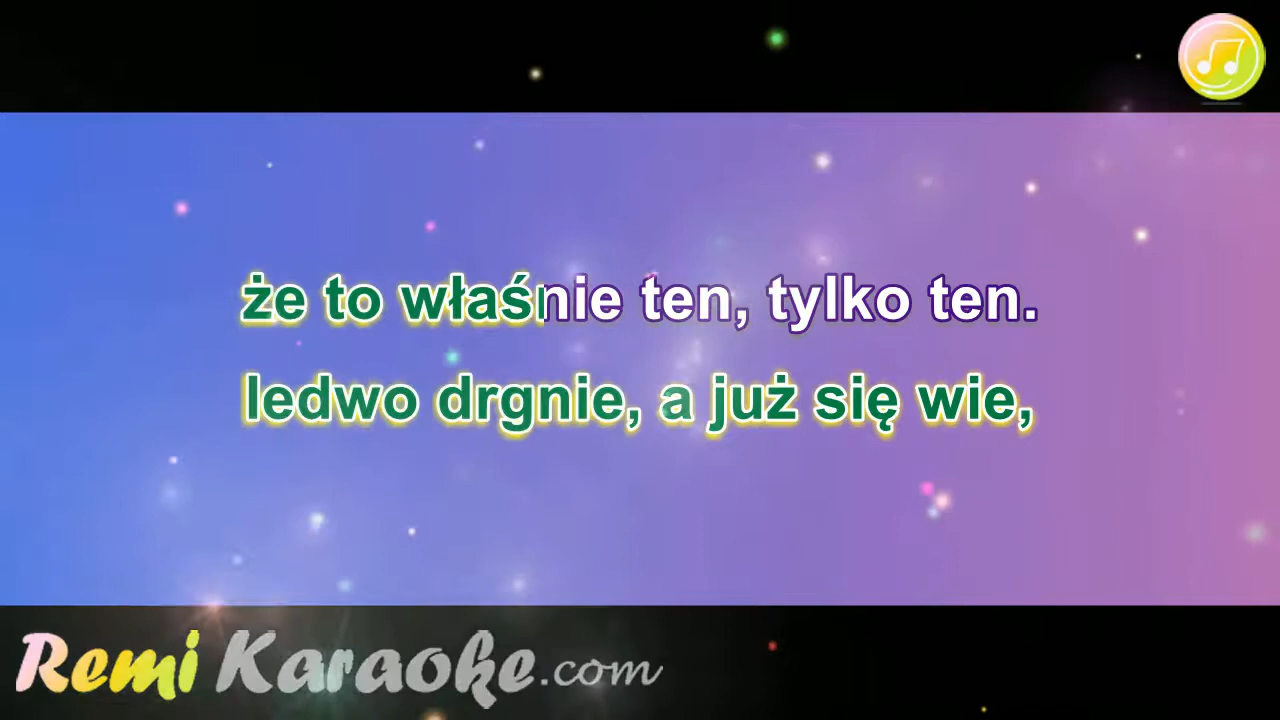 że to właśnie ten, tylko ten.
ledwo drgnie, a już się wie,
Remi Karaoke.com